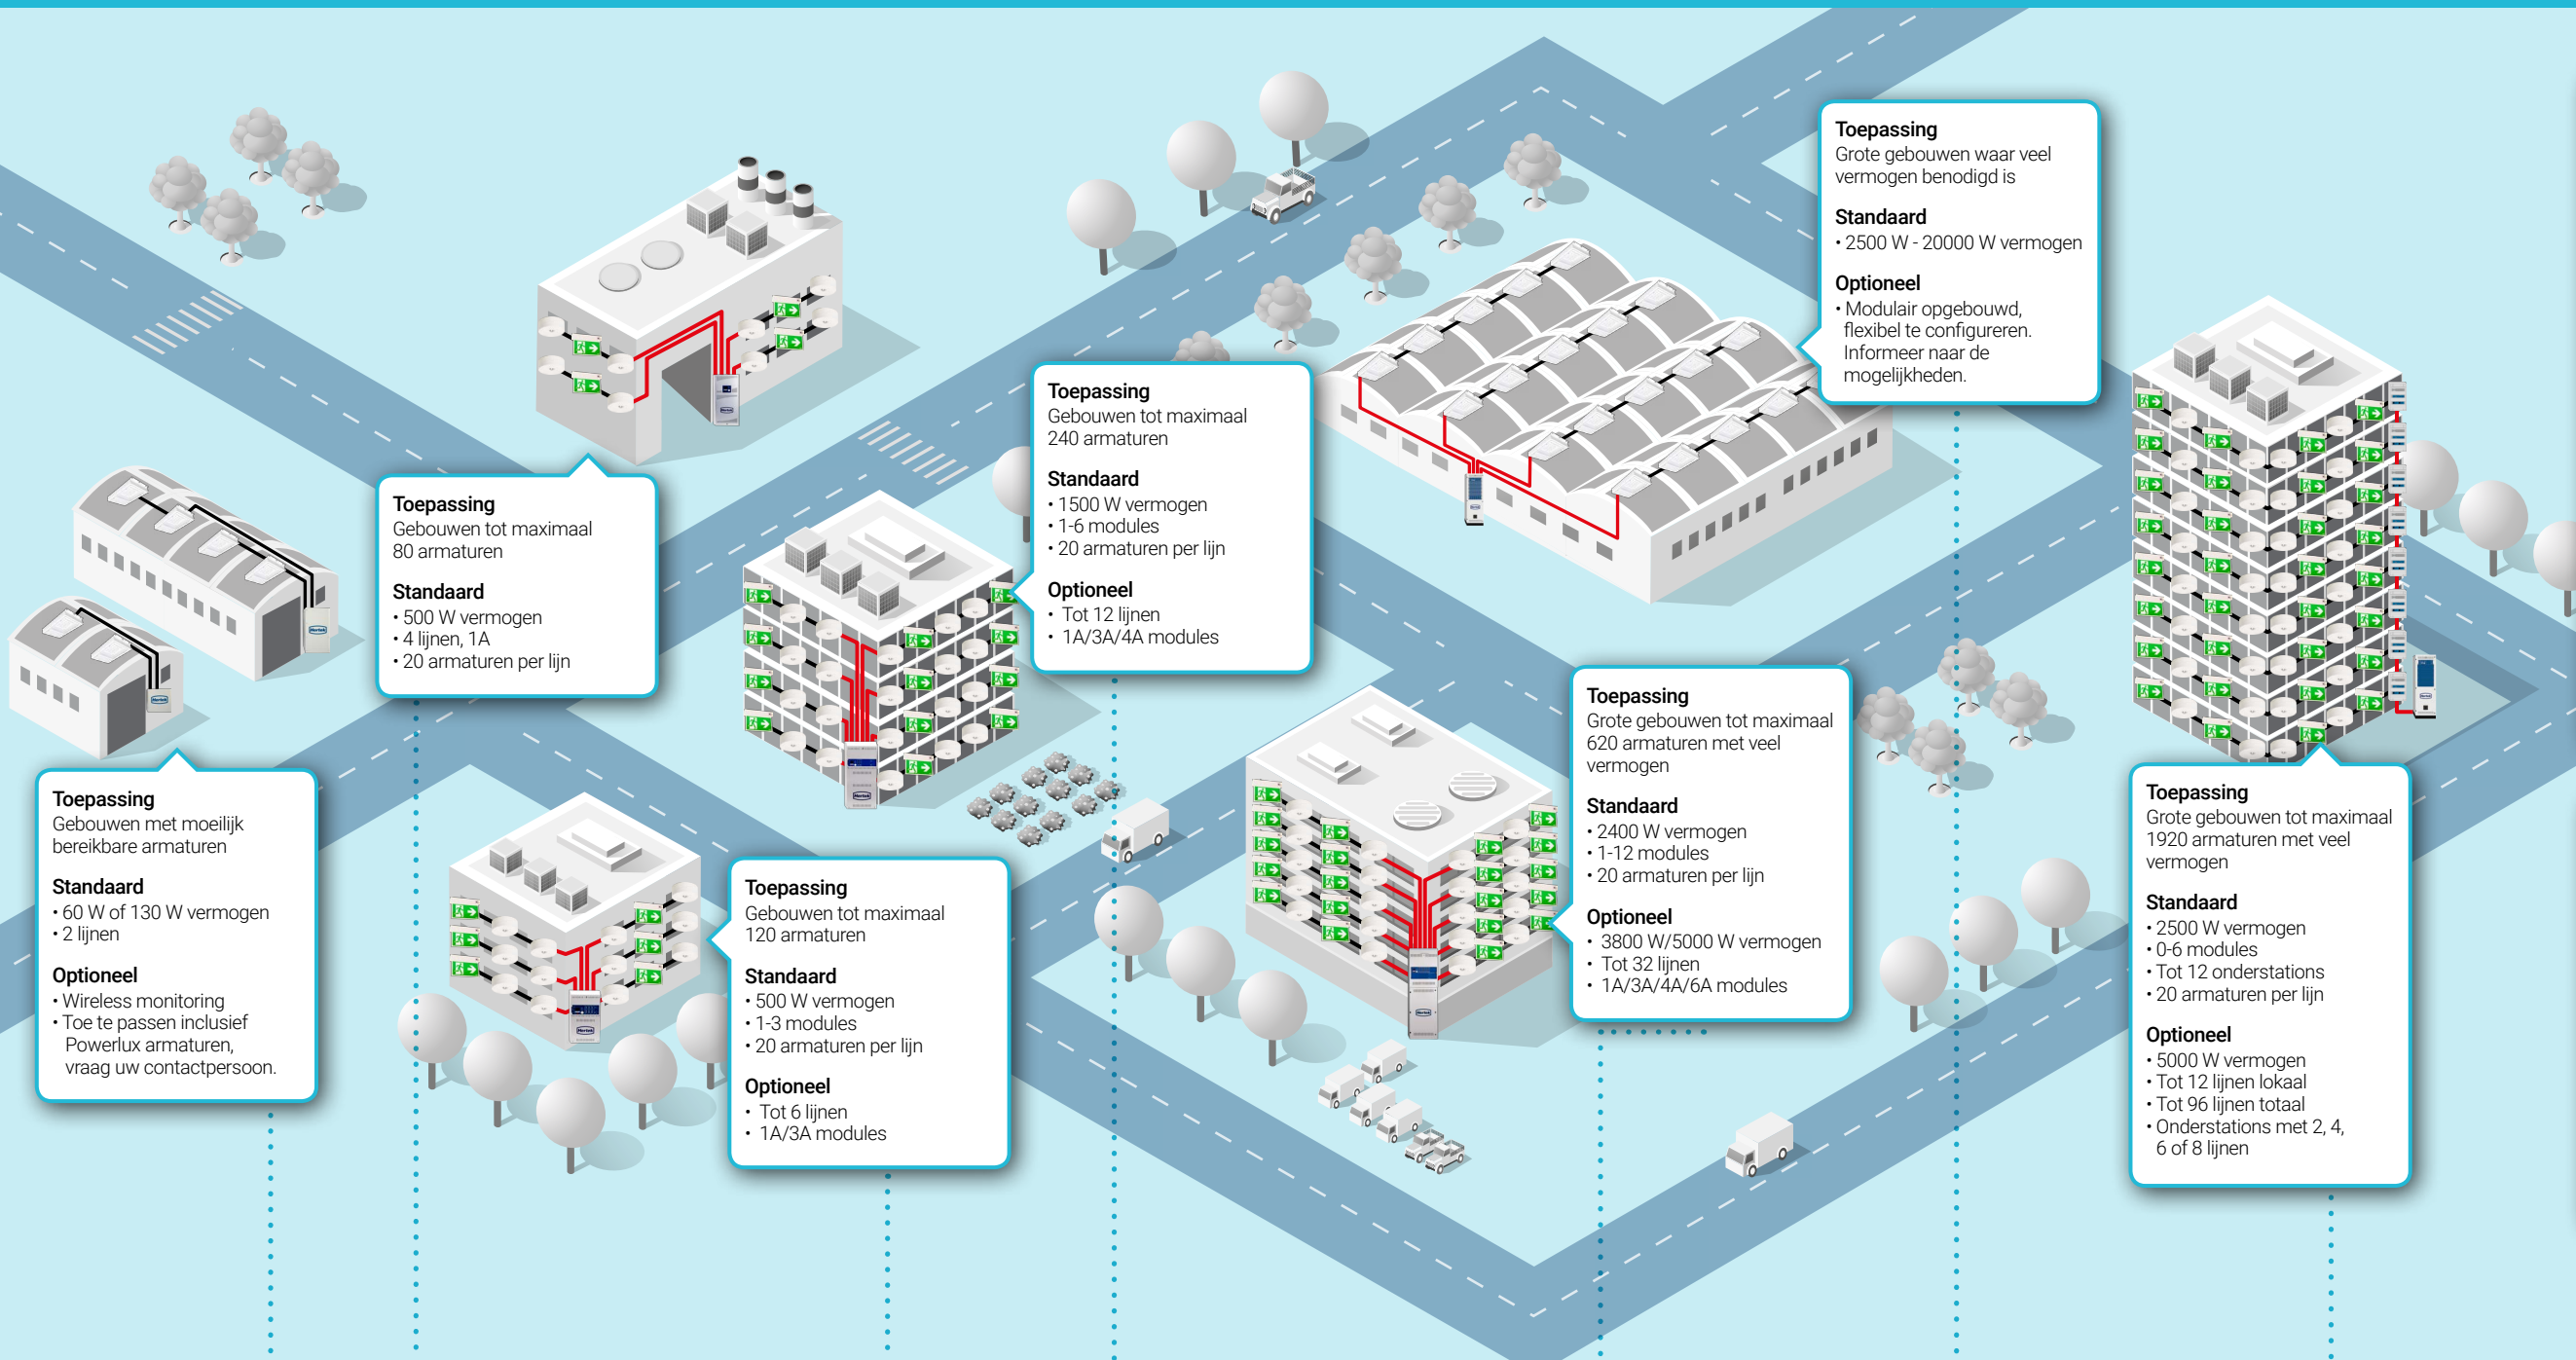 Toepassing
Grote gebouwen waar veel
vermogen benodigd is
Standaard
• 2500 W - 20000 W vermogen
Optioneel
• Modulair opgebouwd,
flexibel te configureren.
Informeer naar de
mogelijkheden.
Toepassing
Gebouwen tot maximaal
240 armaturen
Standaard
• 1500 W vermogen
• 1-6 modules
• 20 armaturen per lijn
Optioneel
• Tot 12 lijnen
• 1A/3A/4A modules
Toepassing
Gebouwen tot maximaal
80 armaturen
Standaard
• 500 W vermogen
• 4 lijnen, 1A
• 20 armaturen per lijn
Toepassing
Grote gebouwen tot maximaal
620 armaturen met veel
vermogen
Standaard
• 2400 W vermogen
• 1-12 modules
• 20 armaturen per lijn
Optioneel
• 3800 W/5000 W vermogen
• Tot 32 lijnen
• 1A/3A/4A/6A modules
Toepassing
Gebouwen met moeilijk
bereikbare armaturen
Standaard
• 60 W of 130 W vermogen
• 2 lijnen
Optioneel
• Wireless monitoring
• Toe te passen inclusief
Powerlux armaturen,
vraag uw contactpersoon.
Toepassing
Gebouwen tot maximaal
120 armaturen
Standaard
• 500 W vermogen
• 1-3 modules
• 20 armaturen per lijn
Optioneel
• Tot 6 lijnen
• 1A/3A modules
Toepassing
Grote gebouwen tot maximaal
1920 armaturen met veel
vermogen
Standaard
• 2500 W vermogen
• 0-6 modules
• Tot 12 onderstations
• 20 armaturen per lijn
Optioneel
• 5000 W vermogen
• Tot 12 lijnen lokaal
• Tot 96 lijnen totaal
• Onderstations met 2, 4,
6 of 8 lijnen
Hertek
Hertek
Hertek
Hertek
Hertek
Hertek